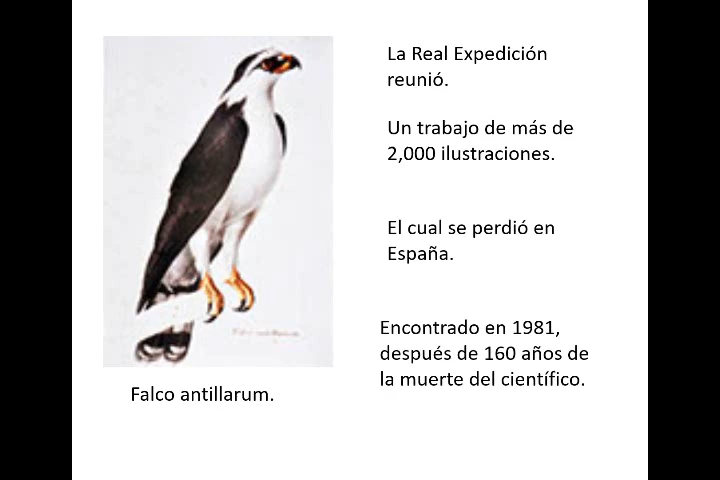 La Real Expedición
reunió.
Un trabajo de más de
2,000 ilustraciones.
El cual se perdió en
España.
Encontrado en 1981,
después de 160 años de
la muerte del científico.
Falco antillarum.